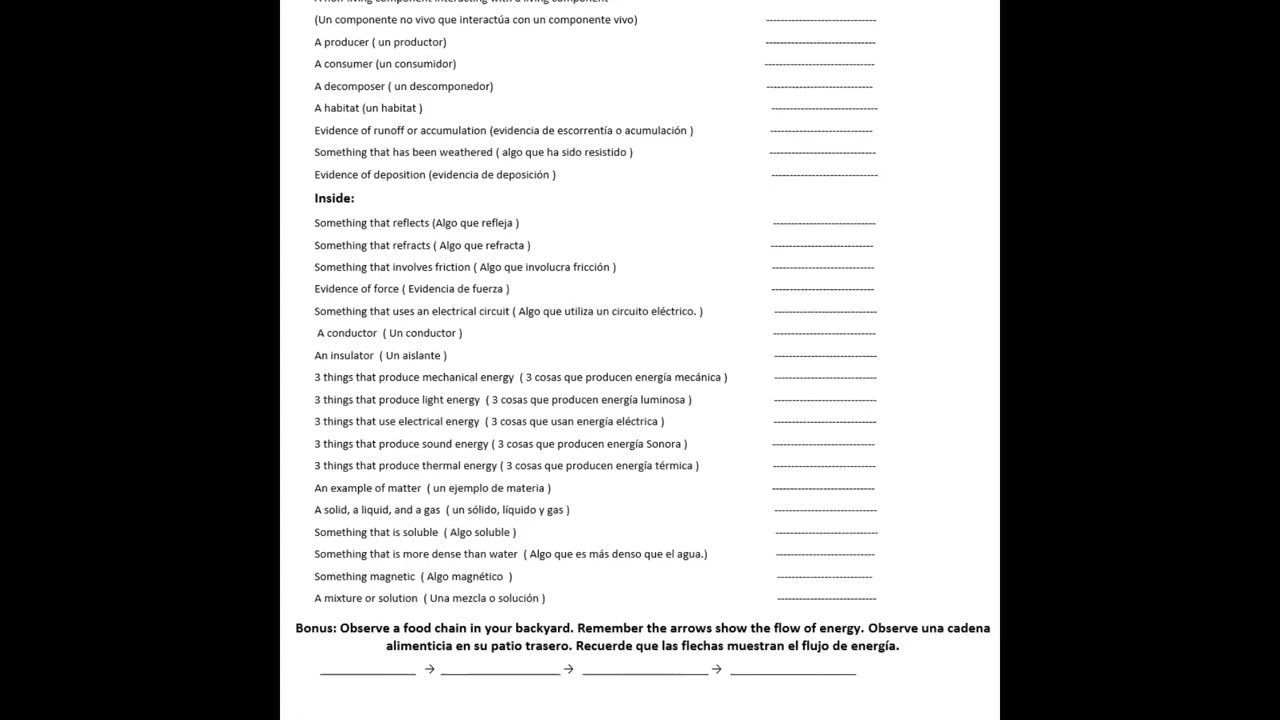 A non-living component interacting with a living component
(Un componente no vivo que interactúa con un componente vivo) ----------------------------
A producer ( un productor) ----------------------------
A consumer (un consumidor) ----------------------------
A decomposer ( un descomponedor) ---------------------------
A habitat (un habitat ) ---------------------------
Evidence of runoff or accumulation (evidencia de escorrentía o acumulación ) --------------------------
Something that has been weathered ( algo que ha sido resistido ) ---------------------------
Evidence of deposition (evidencia de deposición ) ---------------------------
Inside:
Something that reflects (Algo que refleja ) --------------------------
Something that refracts ( Algo que refracta ) --------------------------
Something that involves friction ( Algo que involucra fricción ) --------------------------
Evidence of force ( Evidencia de fuerza ) --------------------------
Something that uses an electrical circuit ( Algo que utiliza un circuito eléctrico. ) --------------------------
A conductor ( Un conductor ) --------------------------
An insulator ( Un aislante ) --------------------------
3 things that produce mechanical energy ( 3 cosas que producen energía mecánica ) --------------------------
3 things that produce light energy ( 3 cosas que producen energía luminosa ) --------------------------
3 things that use electrical energy ( 3 cosas que usan energía eléctrica ) --------------------------
3 things that produce sound energy ( 3 cosas que producen energía Sonora ) --------------------------
3 things that produce thermal energy ( 3 cosas que producen energía térmica ) --------------------------
An example of matter ( un ejemplo de materia ) --------------------------
A solid, a liquid, and a gas ( un sólido, líquido y gas ) --------------------------
Something that is soluble ( Algo soluble ) --------------------------
Something that is more dense than water ( Algo que es más denso que el agua.) -------------------------
Something magnetic ( Algo magnético ) ------------------------
A mixture or solution ( Una mezcla o solución ) -------------------------
Bonus: Observe a food chain in your backyard. Remember the arrows show the flow of energy. Observe una cadena
alimenticia en su patio trasero. Recuerde que las flechas muestran el flujo de energía.
_______________ → ___________________ → ____________________ → ____________________